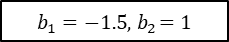 b₁ = −1.5, b₂ = 1